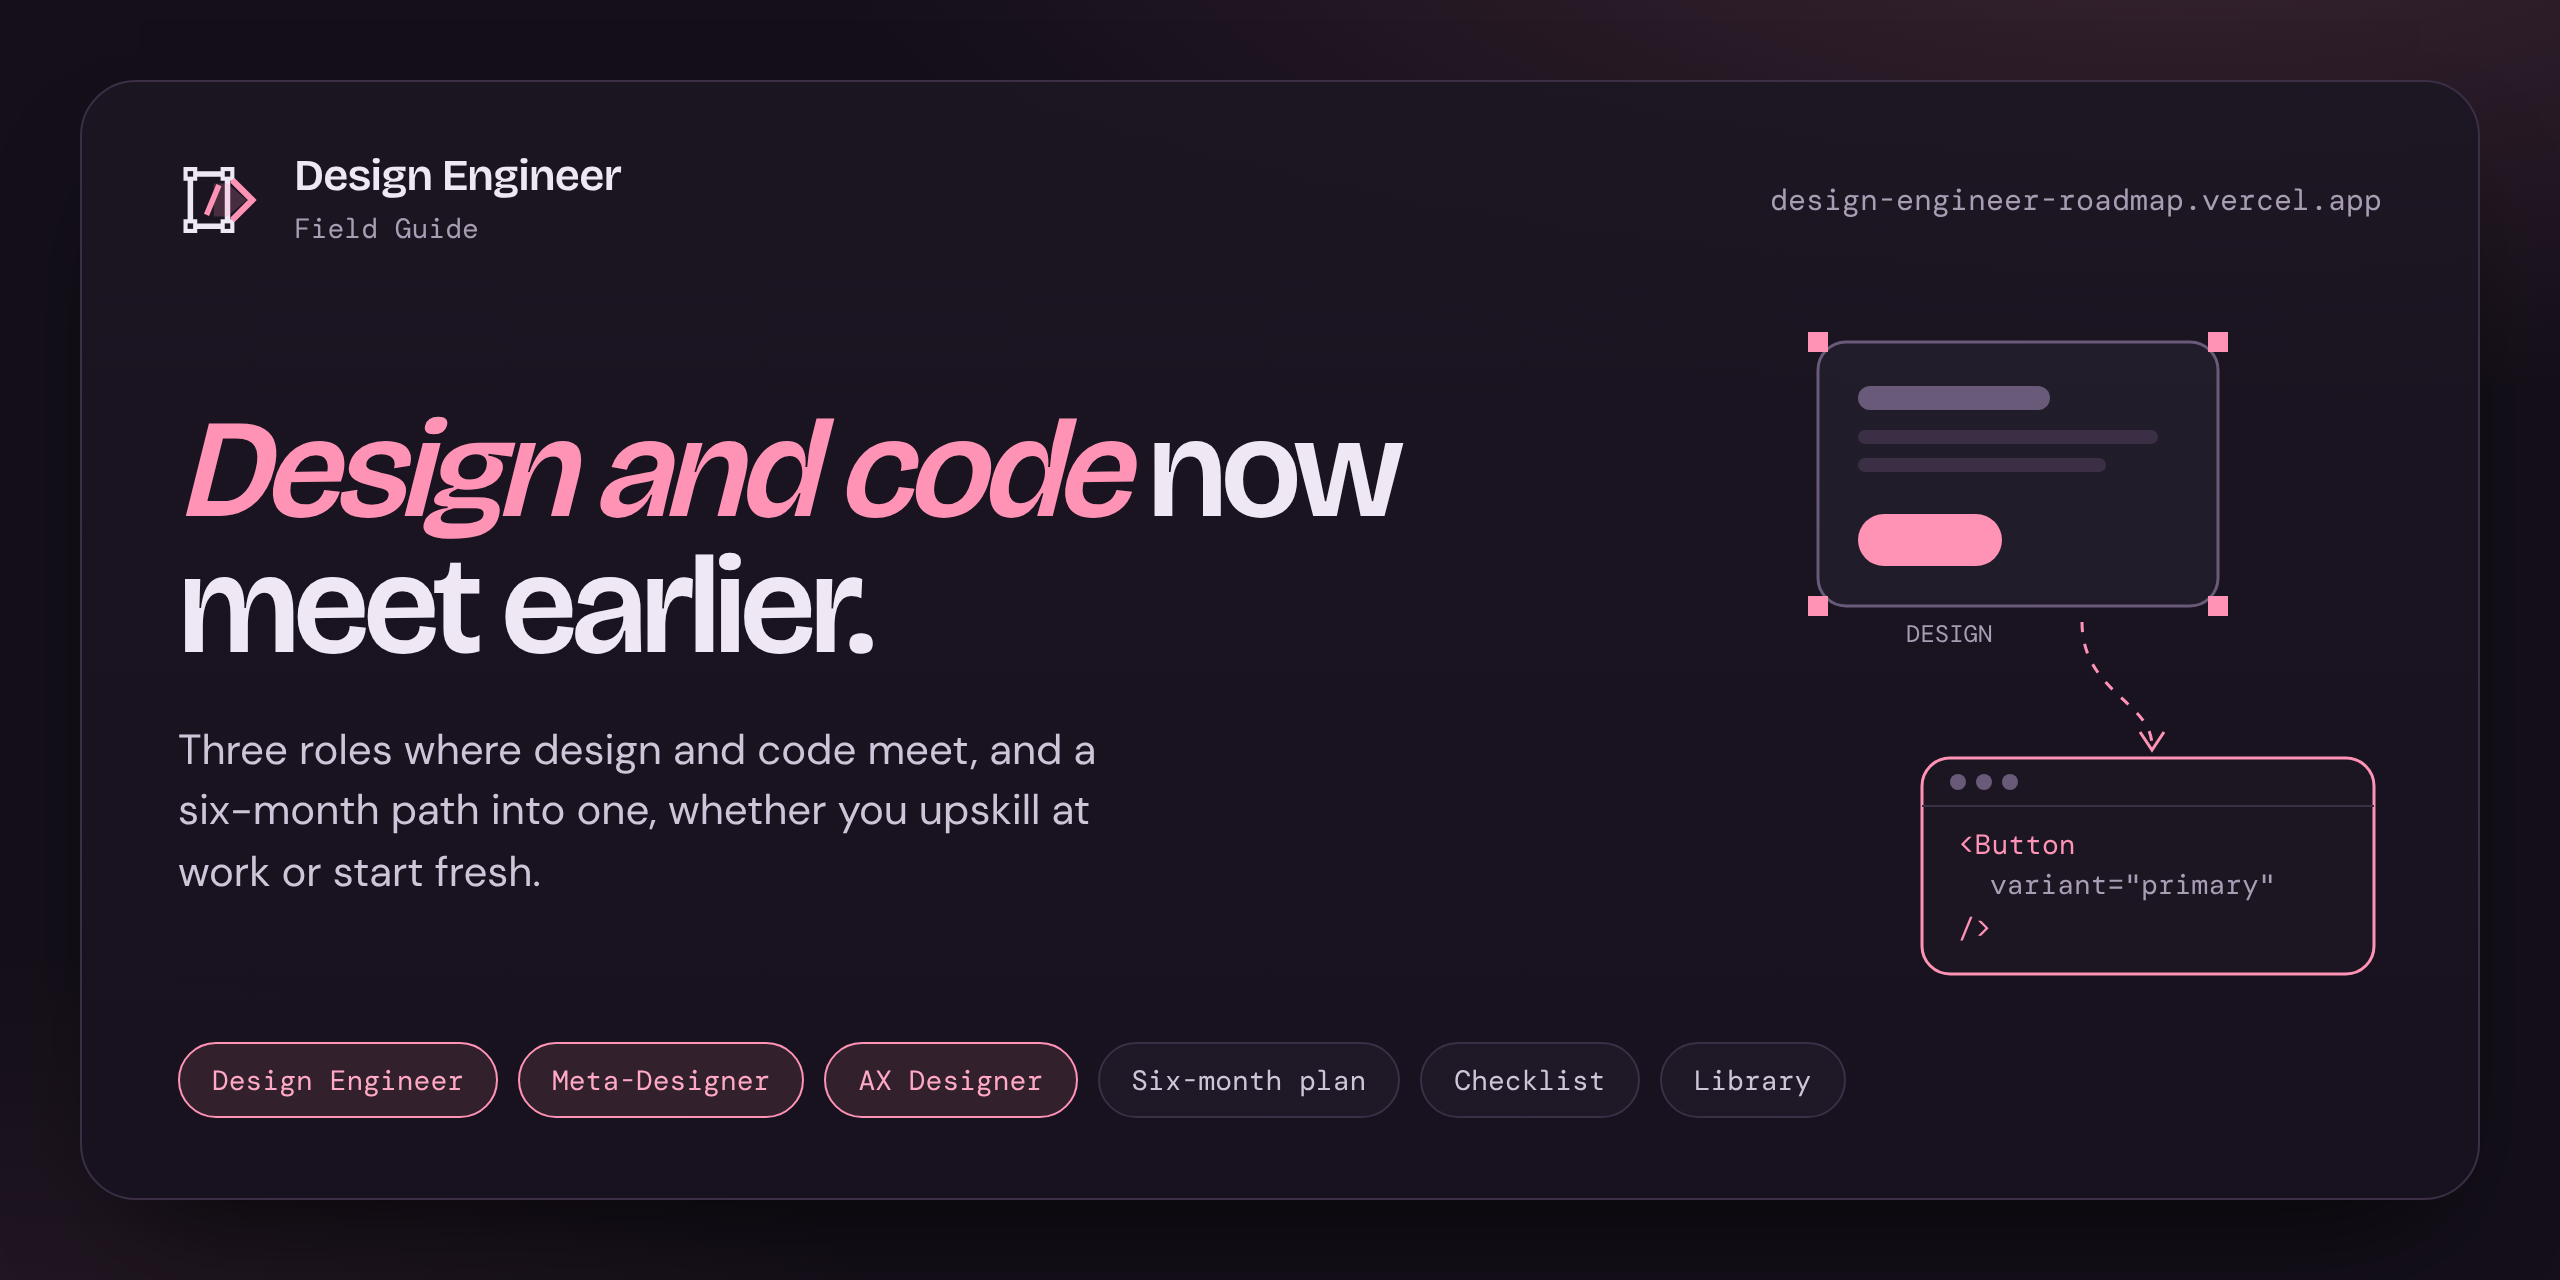 Design Engineer
Field Guide
design-engineer-roadmap.vercel.app
Design and code now
meet earlier.
Three roles where design and code meet, and a
six-month path into one, whether you upskill at
work or start fresh.
DESIGN
<Button
variant="primary"
/>
Design Engineer
Meta-Designer
AX Designer
Six-month plan
Checklist
Library